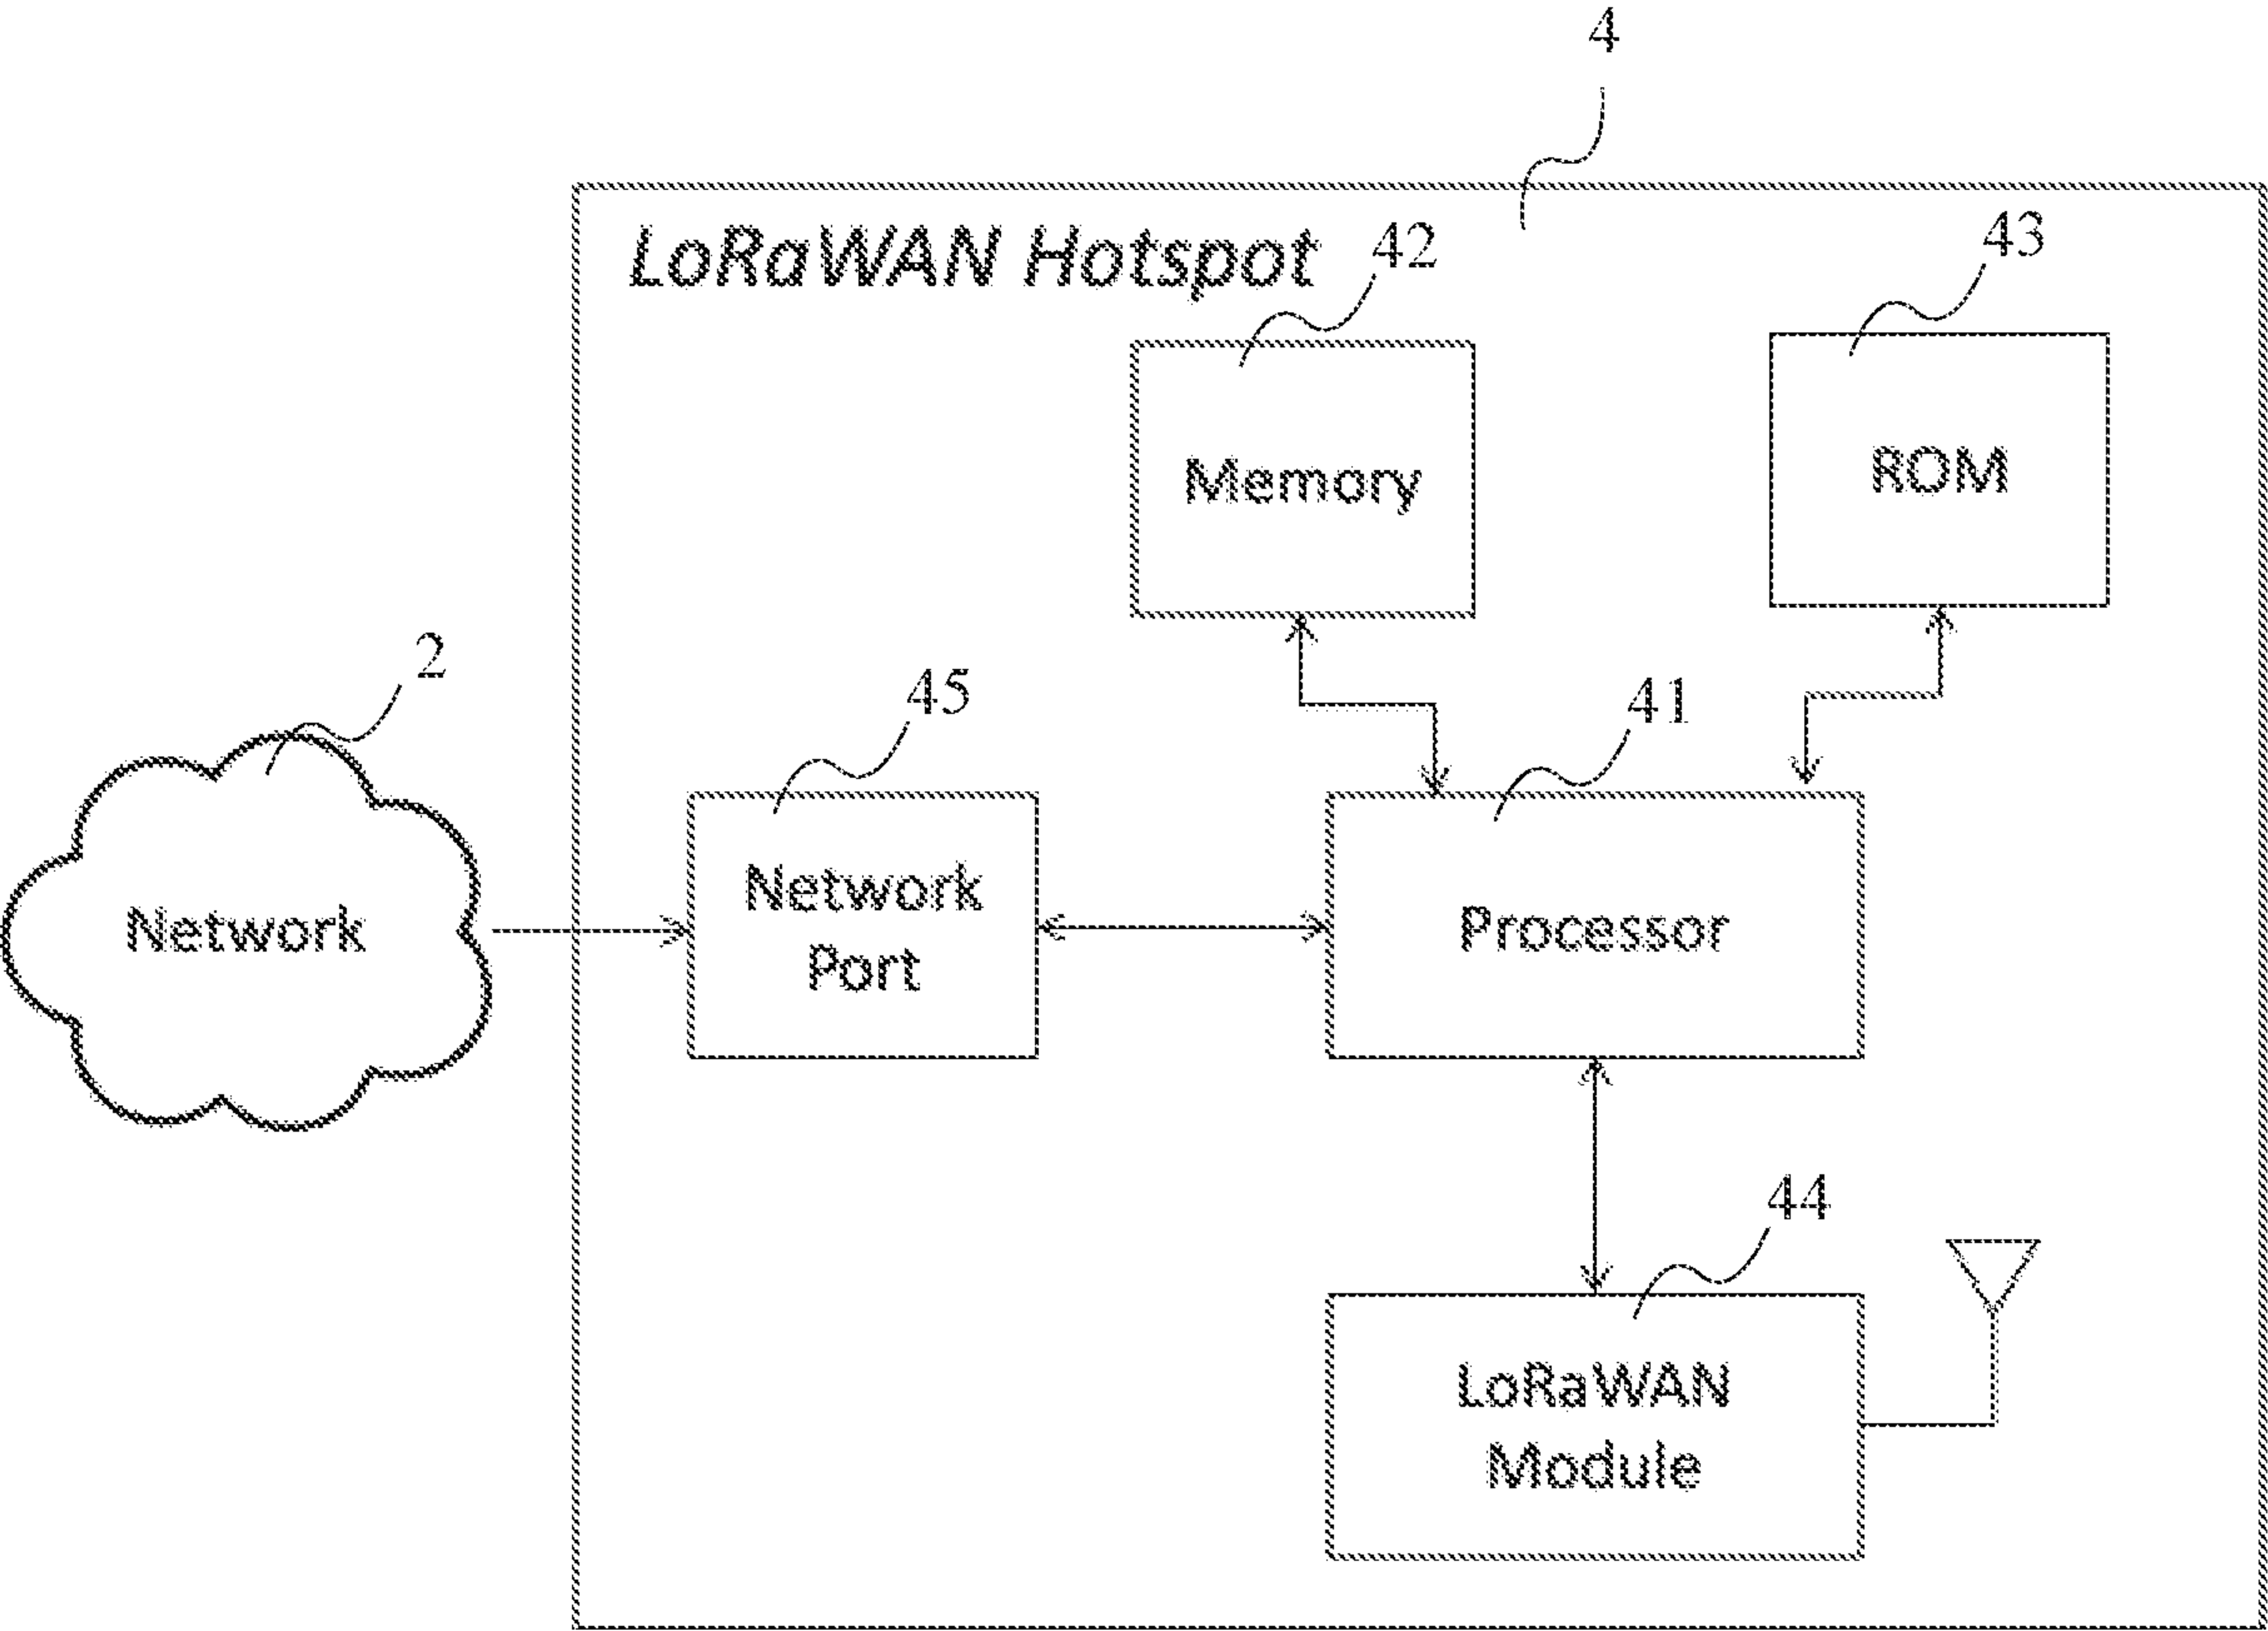 4
LoRaWAN Hotspot
42
43
Memory
ROM
2
45
41
Network
Network
Port
Processor
44
LoRaWAN
Module